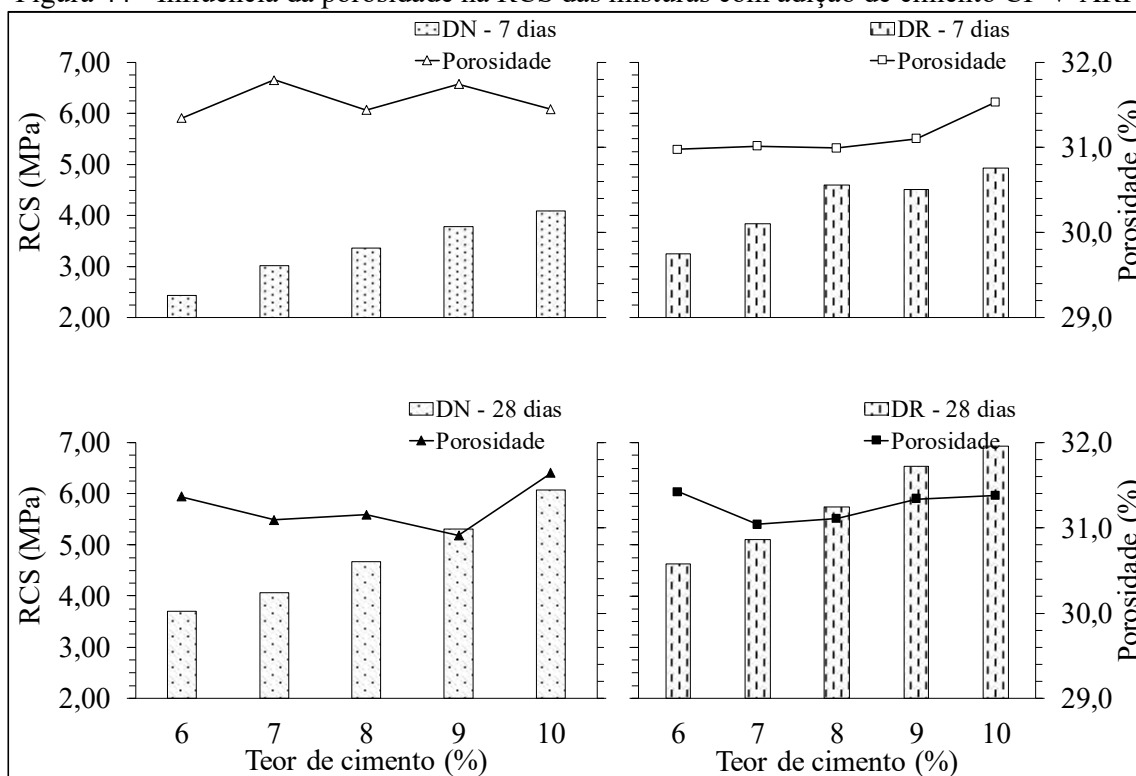 Figura 44 - Influência da porosidade na RCS das misturas com adição de cimento CP V-ARI
DN - 7 dias
Porosidade
DR - 7 dias
Porosidade
7,00
6,00
5,00
4,00
3,00
2,00
RCS (MPa)
32,0
31,0
30,0
29,0
Porosidade (%)
DN - 28 dias
Porosidade
DR - 28 dias
Porosidade
7,00
6,00
5,00
4,00
3,00
2,00
RCS (MPa)
32,0
31,0
30,0
29,0
Porosidade (%)
6 7 8 9 10
Teor de cimento (%)
6 7 8 9 10
Teor de cimento (%)